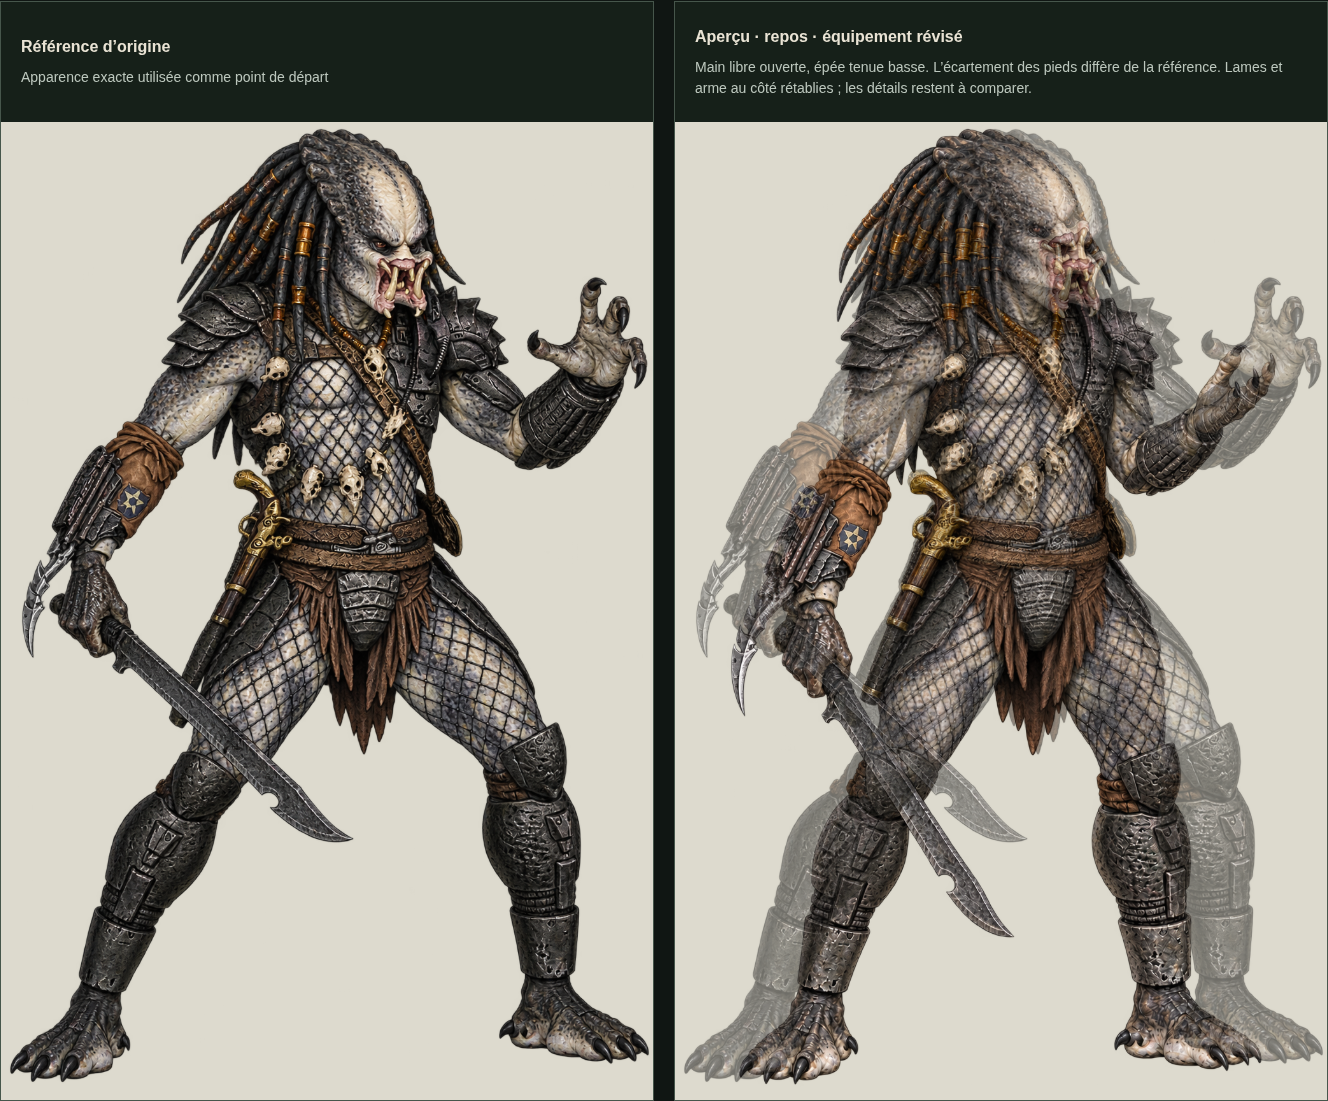 Référence d’origine
Apparence exacte utilisée comme point de départ
Aperçu · repos · équipement révisé
Main libre ouverte, épée tenue basse. L’écartement des pieds diffère de la référence. Lames et
arme au côté rétablies ; les détails restent à comparer.